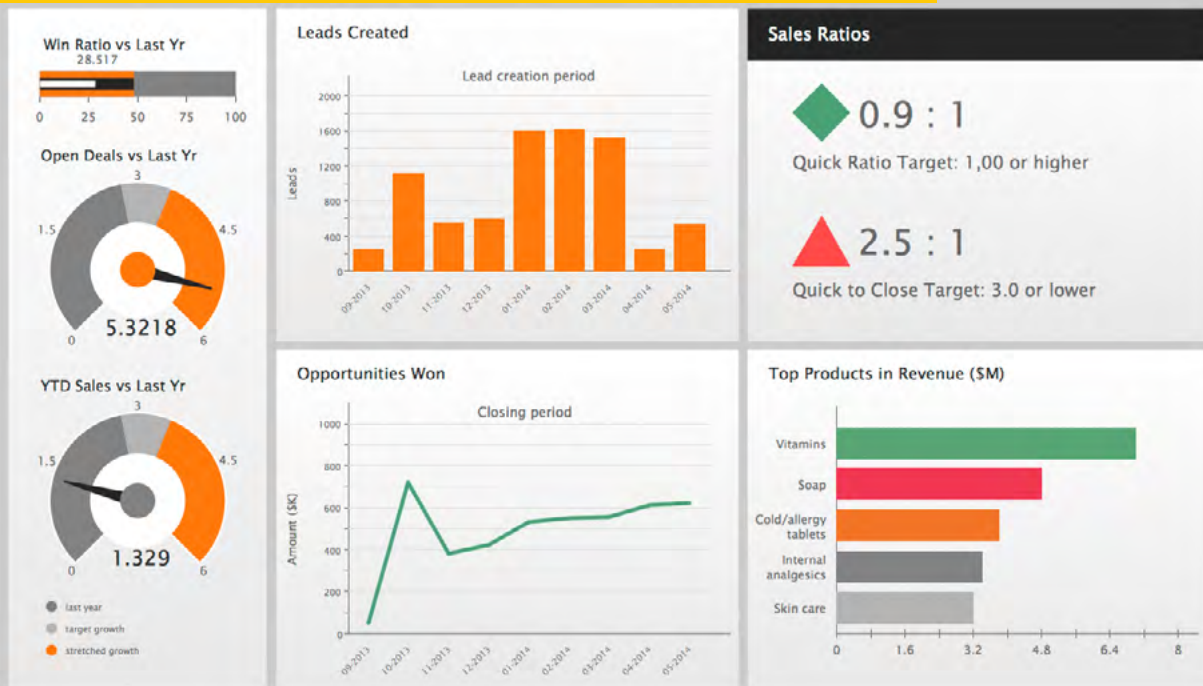 Win Ratio vs Last Yr
28.517
0 25 50 75 100
Open Deals vs Last Yr
3
1.5 4.5
5.3218
0 6
YTD Sales vs Last Yr
3
1.5 4.5
1.329
0 6
last year
target growth
stretched growth
Leads Created
Lead creation period
Leads
2000
1600
1200
800
400
0
09-2013 10-2013 11-2013 12-2013 01-2014 02-2014 03-2014 04-2014 05-2014
Opportunities Won
Closing period
Amount ($K)
1000
800
600
400
200
0
09-2013 10-2013 11-2013 12-2013 01-2014 02-2014 03-2014 04-2014 05-2014
Sales Ratios
0.9 : 1
Quick Ratio Target: 1,00 or higher
2.5 : 1
Quick to Close Target: 3.0 or lower
Top Products in Revenue ($M)
Vitamins
Soap
Cold/allergy
tablets
Internal
analgesics
Skin care
0 1.6 3.2 4.8 6.4 8